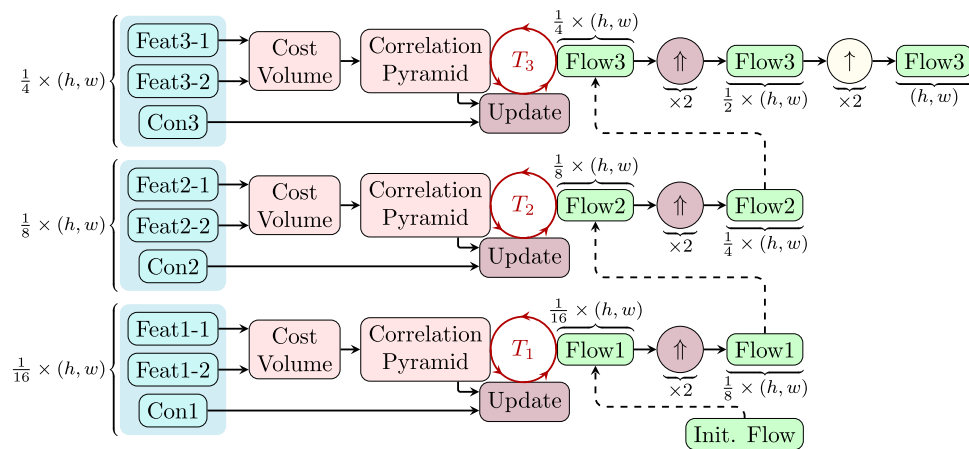 1/4 × (h, w)
Feat3-1
Feat3-2
Con3
Cost
Volume
Correlation
Pyramid
T3
Update
1/4 × (h, w)
Flow3
⇑
×2
Flow3
1/2 × (h, w)
↑
×2
Flow3
(h, w)
1/8 × (h, w)
Feat2-1
Feat2-2
Con2
Cost
Volume
Correlation
Pyramid
T2
Update
1/8 × (h, w)
Flow2
⇑
×2
Flow2
1/4 × (h, w)
1/16 × (h, w)
Feat1-1
Feat1-2
Con1
Cost
Volume
Correlation
Pyramid
T1
Update
1/16 × (h, w)
Flow1
⇑
×2
Flow1
1/8 × (h, w)
Init. Flow